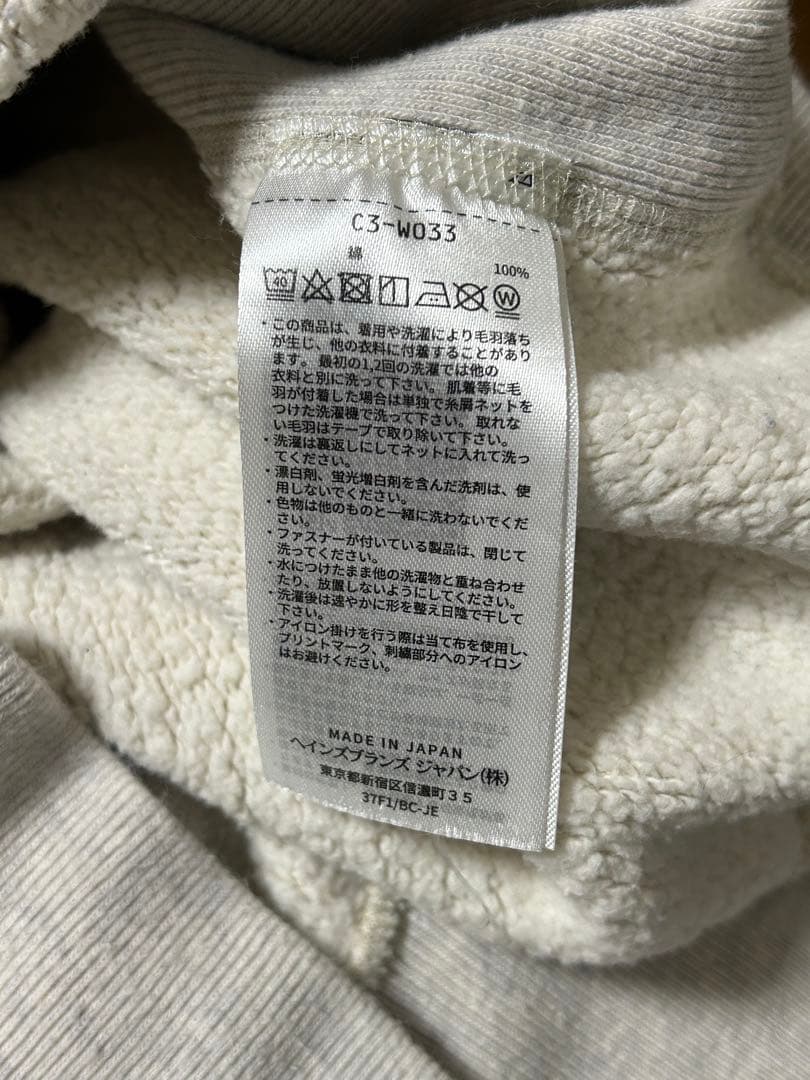 C3-W033
綿 100%
40 W
・この商品は、着用や洗濯により毛羽落ち
が生じ、他の衣料に付着することがあり
ます。最初の1,2回の洗濯では他の
衣料と別に洗って下さい。肌着等に毛
羽が付着した場合は単独で糸屑ネットを
つけた洗濯機で洗って下さい。取れな
い毛羽はテープで取り除いて下さい。
・洗濯は裏返しにしてネットに入れて洗っ
てください。
・漂白剤、蛍光増白剤を含んだ洗剤は、使
用しないでください。
・色物は他のものと一緒に洗わないでくだ
さい。
・ファスナーが付いている製品は、閉じて
洗ってください。
・水につけたまま他の洗濯物と重ね合わせ
たり、放置しないようにしてください。
・洗濯後は速やかに形を整え日陰で干して
下さい。
・アイロン掛けを行う際は当て布を使用し、
プリントマーク、刺繍部分へのアイロン
はお避けください。
MADE IN JAPAN
ヘインズブランズ ジャパン(株)
東京都新宿区信濃町35
37F1/BC-JE